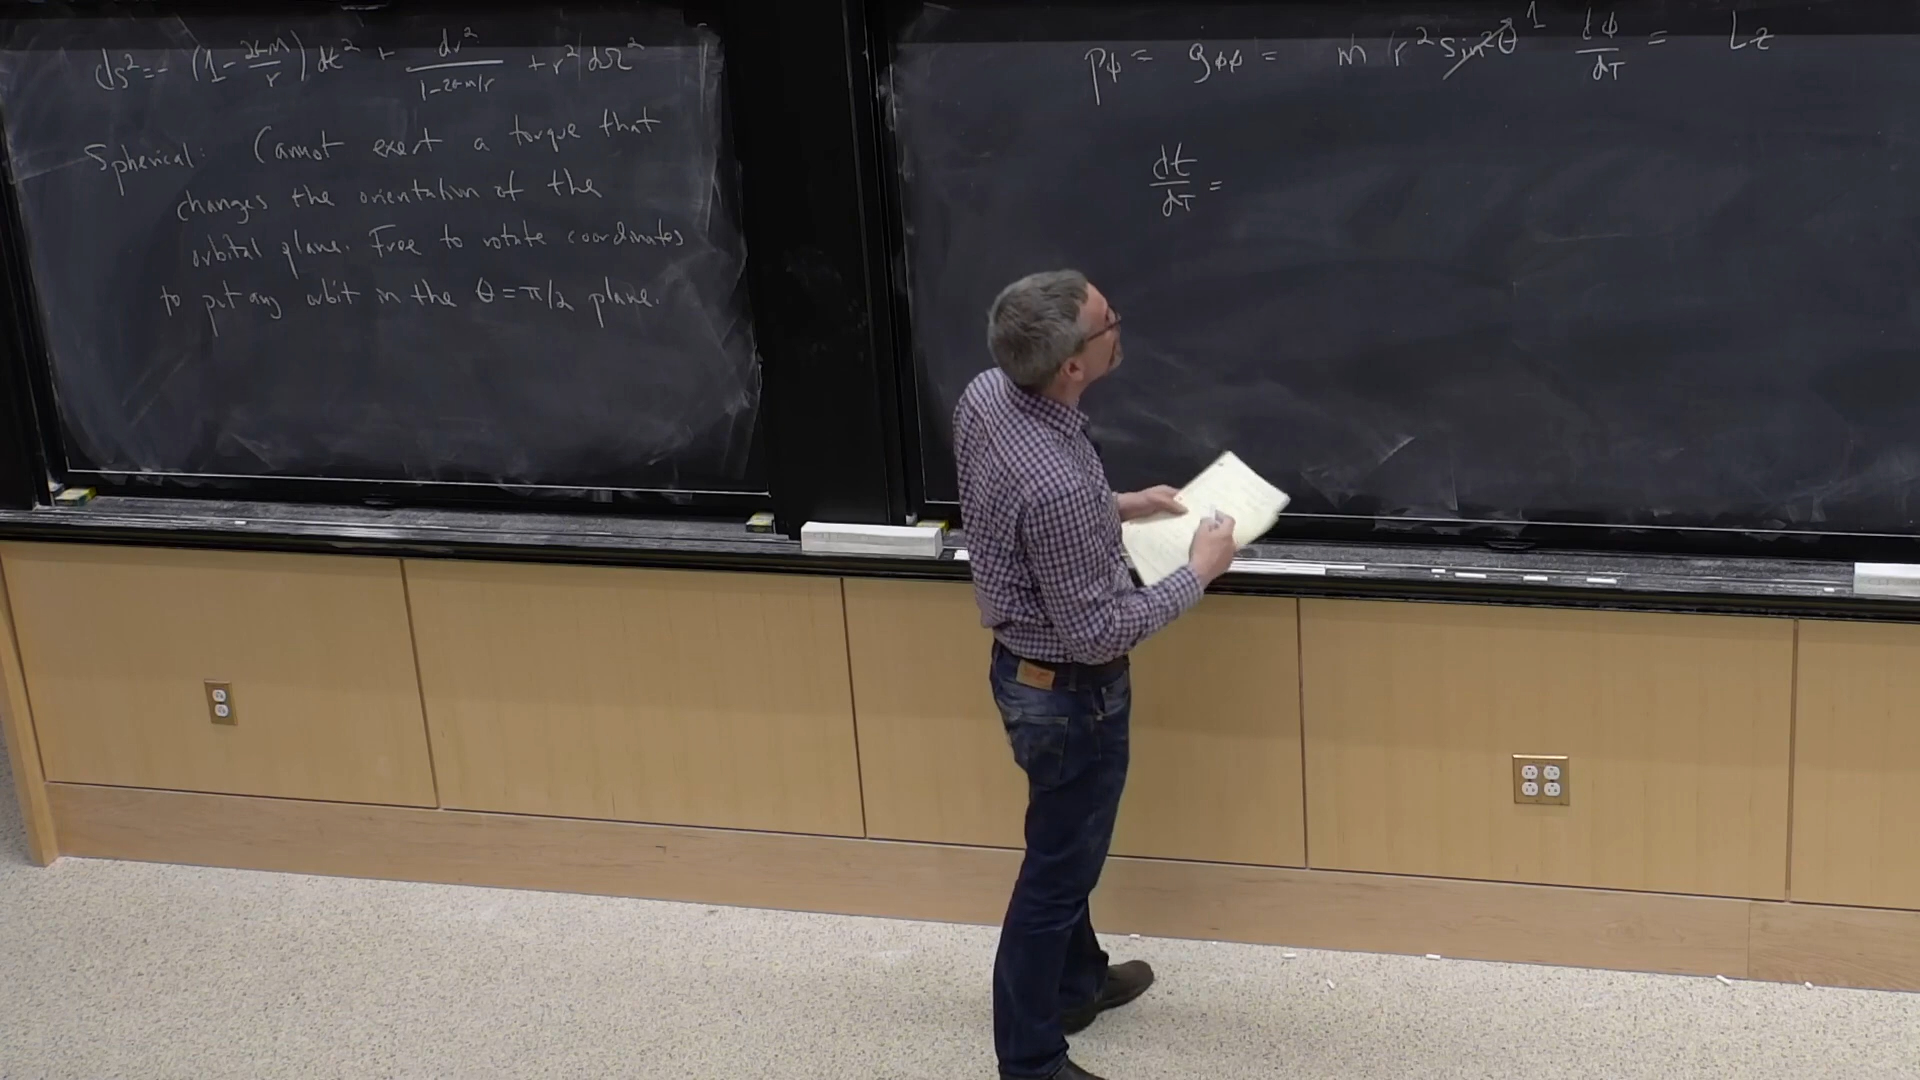 ds² = -(1 - 2GM/r) dt² + dr²/(1-2GM/r) + r² dΩ²
Spherical: Cannot exert a torque that
changes the orientation of the
orbital plane. Free to rotate coordinates
to put any orbit in the θ = π/2 plane.
pφ = gφφ = m r² sin²θ 1 dφ/dτ = Lz
dt/dτ =